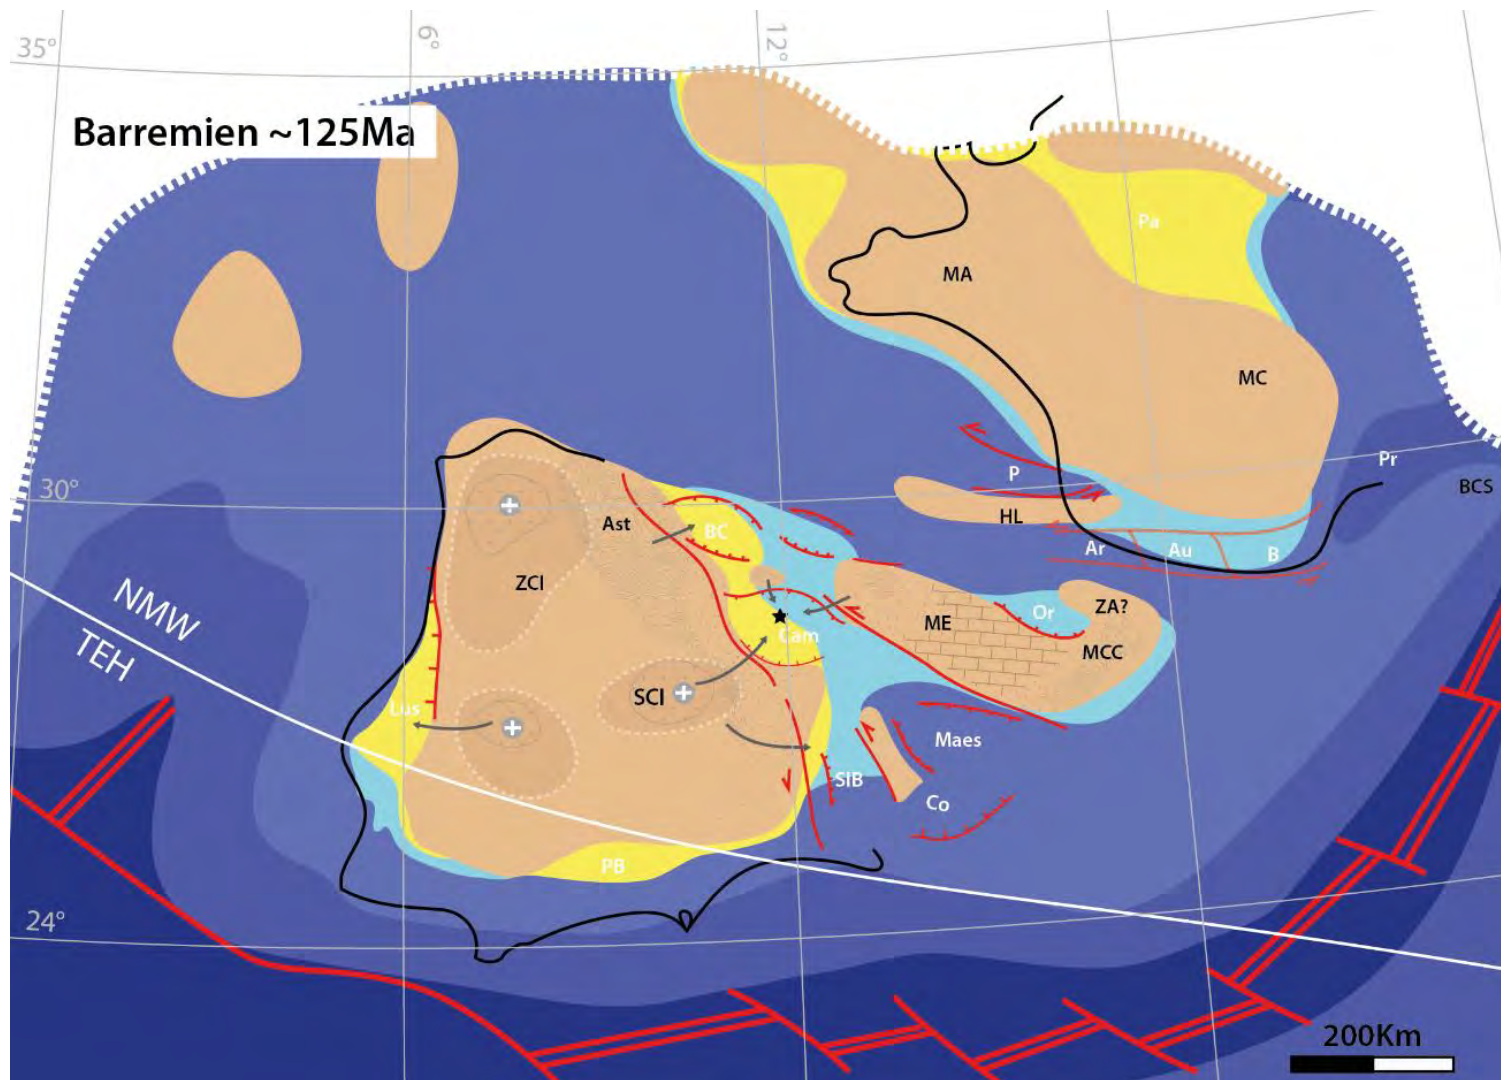 35°
6°
12°
Barremien ~125Ma
Pa
MA
MC
Pr
BCS
P
30°
HL
Ast
BC
Ar
Au
B
ZCI
NMW
TEH
Or
ZA?
ME
MCC
Cam
SCI
Lus
Maes
SIB
Co
PB
24°
200Km